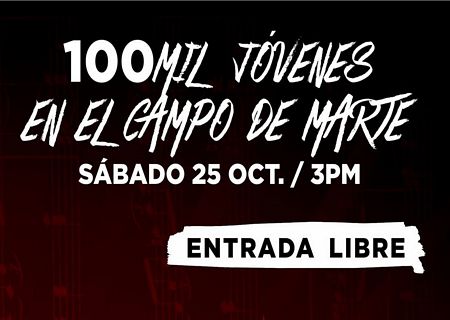 100MIL JÓVENES
EN EL CAMPO DE MARTE
SÁBADO 25 OCT. / 3PM
ENTRADA LIBRE